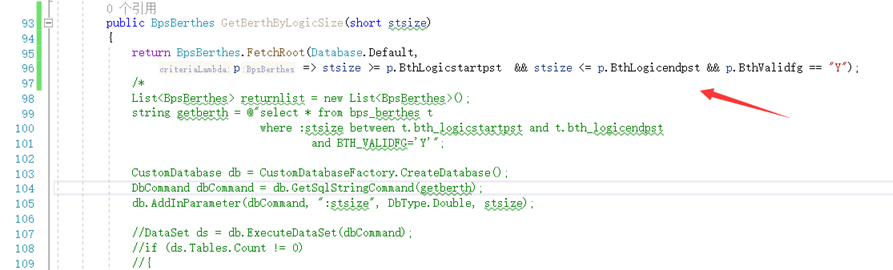 0 个引用
93 public BpsBerthes GetBerthByLogicSize(short stsize)
94 {
95 return BpsBerthes.FetchRoot(Database.Default,
96 criteriaLambda: p :BpsBerthes => stsize >= p.BthLogicstartpst && stsize <= p.BthLogicendpst && p.BthValidfg == "Y");
97 /*
98 List<BpsBerthes> returnlist = new List<BpsBerthes>();
99 string getberth = @"select * from bps_berthes t
100 where :stsize between t.bth_logicstartpst and t.bth_logicendpst
101 and BTH_VALIDFG='Y'";
102
103 CustomDatabase db = CustomDatabaseFactory.CreateDatabase();
104 DbCommand dbCommand = db.GetSqlStringCommand(getberth);
105 db.AddInParameter(dbCommand, ":stsize", DbType.Double, stsize);
106
107 //DataSet ds = db.ExecuteDataSet(dbCommand);
108 //if (ds.Tables.Count != 0)
109 //{